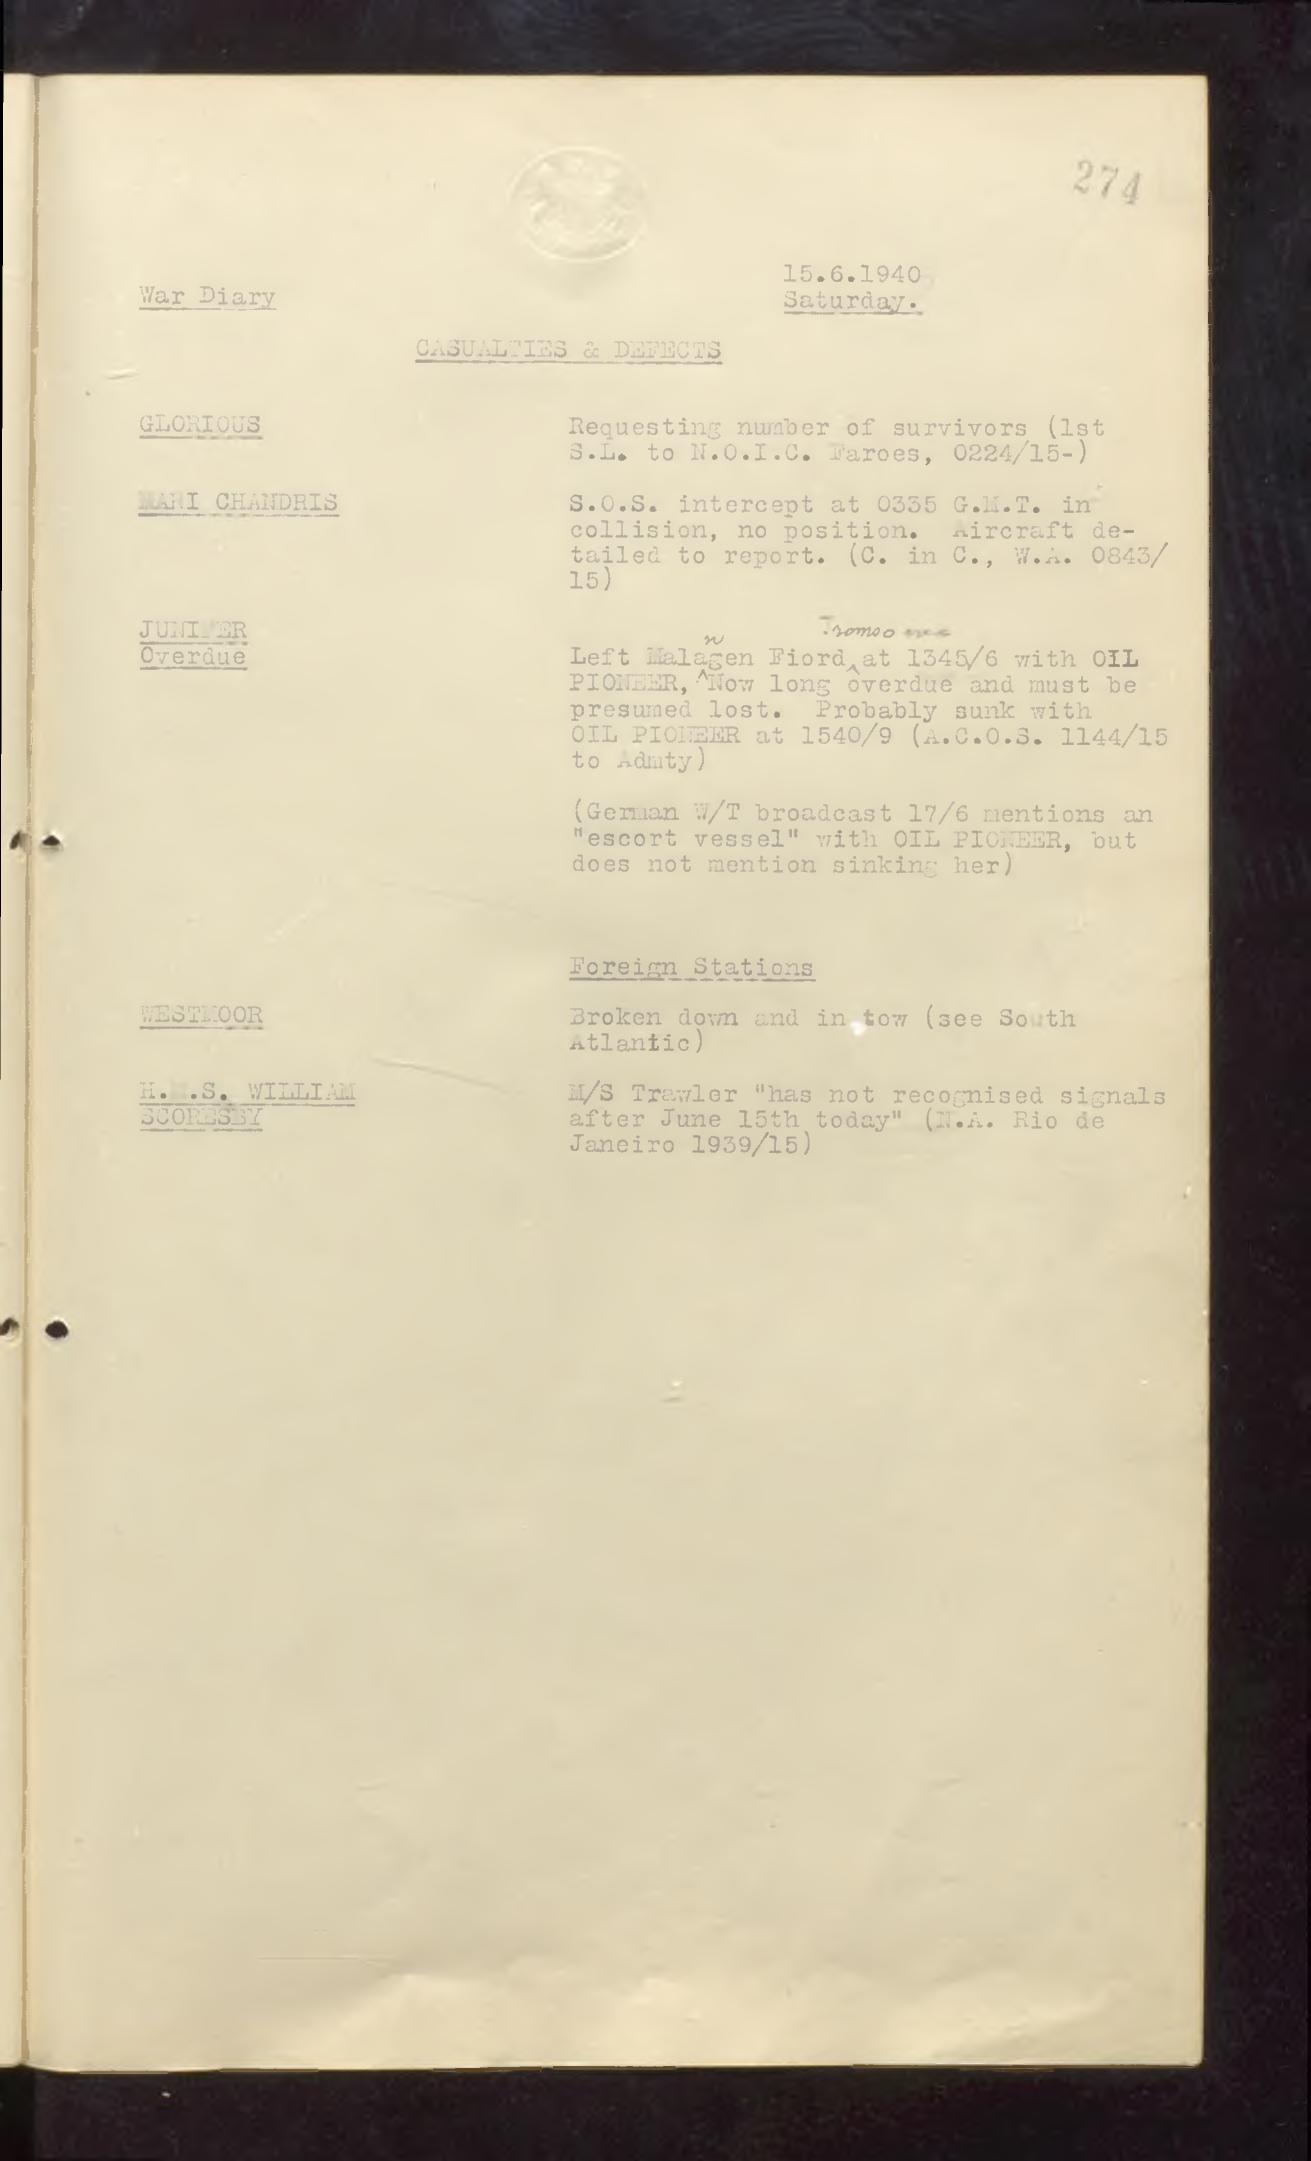 274
15.6.1940
War Diary
Saturday.
CASUALTIES & DEFECTS
GLORIOUS
Requesting number of survivors (1st
S.L. to N.O.I.C. Faroes, 0224/15-)
MARI CHANDRIS
S.O.S. intercept at 0335 G.M.T. in
collision, no position. Aircraft de-
tailed to report. (C. in C., W.A. 0843/
15)
JUNIPER
Overdue
n Tromso
Left Malagen Fiord at 1345/6 with OIL
PIONEER, Now long overdue and must be
presumed lost. Probably sunk with
OIL PIONEER at 1540/9 (A.C.O.S. 1144/15
to Admty)
(German W/T broadcast 17/6 mentions an
"escort vessel" with OIL PIONEER, but
does not mention sinking her)
Foreign Stations
WESTMOOR
Broken down and in tow (see South
Atlantic)
H.M.S. WILLIAM
SCORESBY
M/S Trawler "has not recognised signals
after June 15th today" (N.A. Rio de
Janeiro 1939/15)